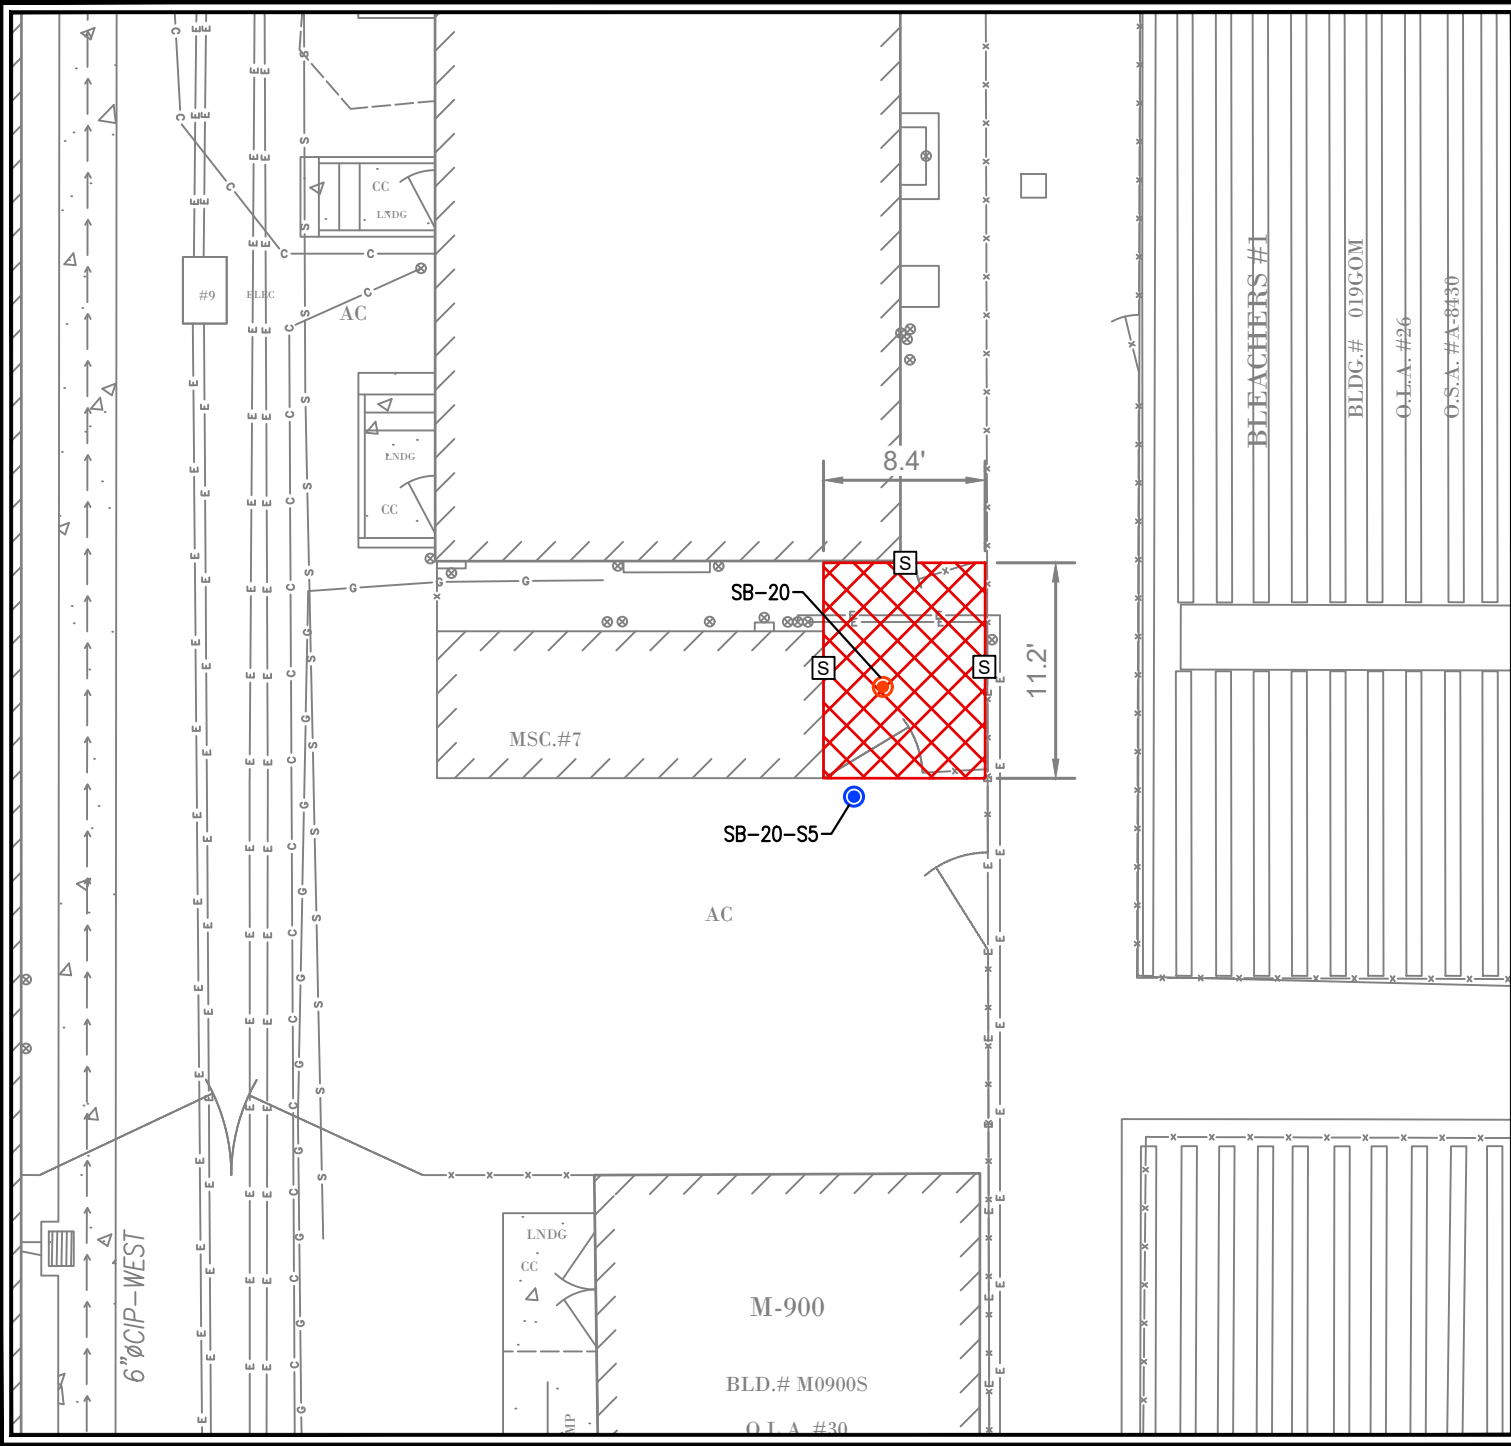 CC
LNDG
#9
ELEC
AC
LNDG
CC
BLEACHERS #1
BLDG.# 019GOM
O.L.A. #26
O.S.A. #A-8430
8.4'
S
SB-20
S
S
11.2'
MSC.#7
SB-20-S5
AC
6"ØCIP-WEST
LNDG
CC
M-900
BLD.# M0900S
O.L.A. #30